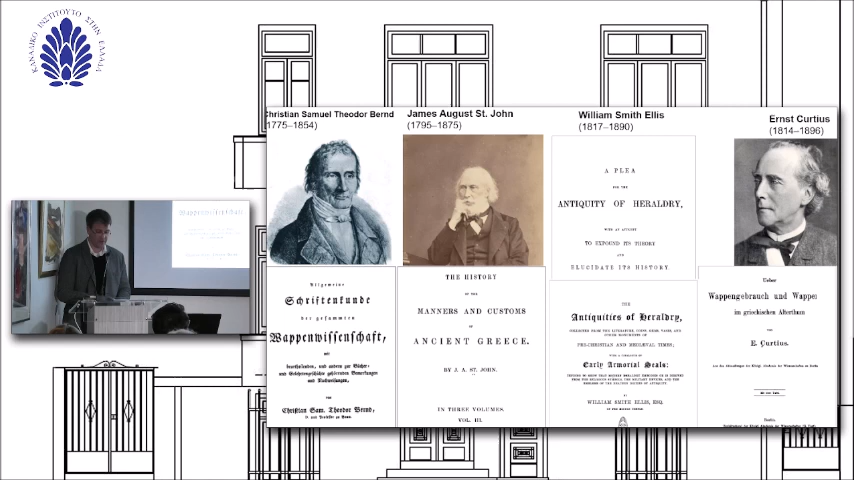 ΚΑΝΑΔΙΚΟ ΙΝΣΤΙΤΟΥΤΟ ΣΤΗΝ ΕΛΛΑΔΑ
Christian Samuel Theodor Bernd
(1775–1854)
James August St. John
(1795–1875)
William Smith Ellis
(1817–1890)
Ernst Curtius
(1814–1896)
A PLEA
FOR THE
ANTIQUITY OF HERALDRY,
WITH AN ATTEMPT
TO EXPOUND ITS THEORY
AND
ELUCIDATE ITS HISTORY.
Allgemeine
Schriftenkunde
der gesammten
Wappenwissenschaft,
mit
Christian Sam. Theodor Bernd,
THE HISTORY
OF THE
MANNERS AND CUSTOMS
OF
ANCIENT GREECE.
BY J. A. ST. JOHN.
IN THREE VOLUMES.
VOL. III.
THE
Antiquities of Heraldry,
PRE-CHRISTIAN AND MEDIÆVAL TIMES;
Early Armorial Seals:
BY
WILLIAM SMITH ELLIS, ESQ.
Ueber
Wappengebrauch und Wappe
im griechischen Alterthum
von
E. Curtius.